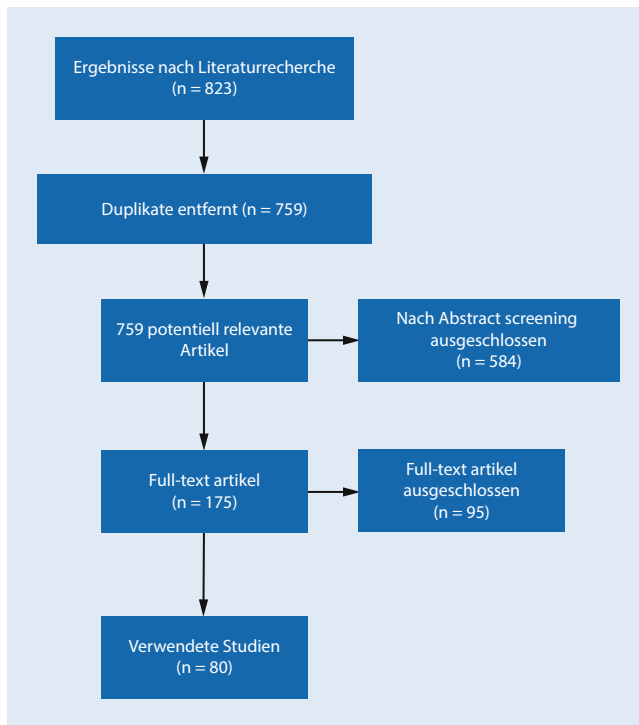 Ergebnisse nach Literaturrecherche
(n = 823)
Duplikate entfernt (n = 759)
759 potentiell relevante
Artikel
Nach Abstract screening
ausgeschlossen
(n = 584)
Full-text artikel
(n = 175)
Full-text artikel
ausgeschlossen
(n = 95)
Verwendete Studien
(n = 80)